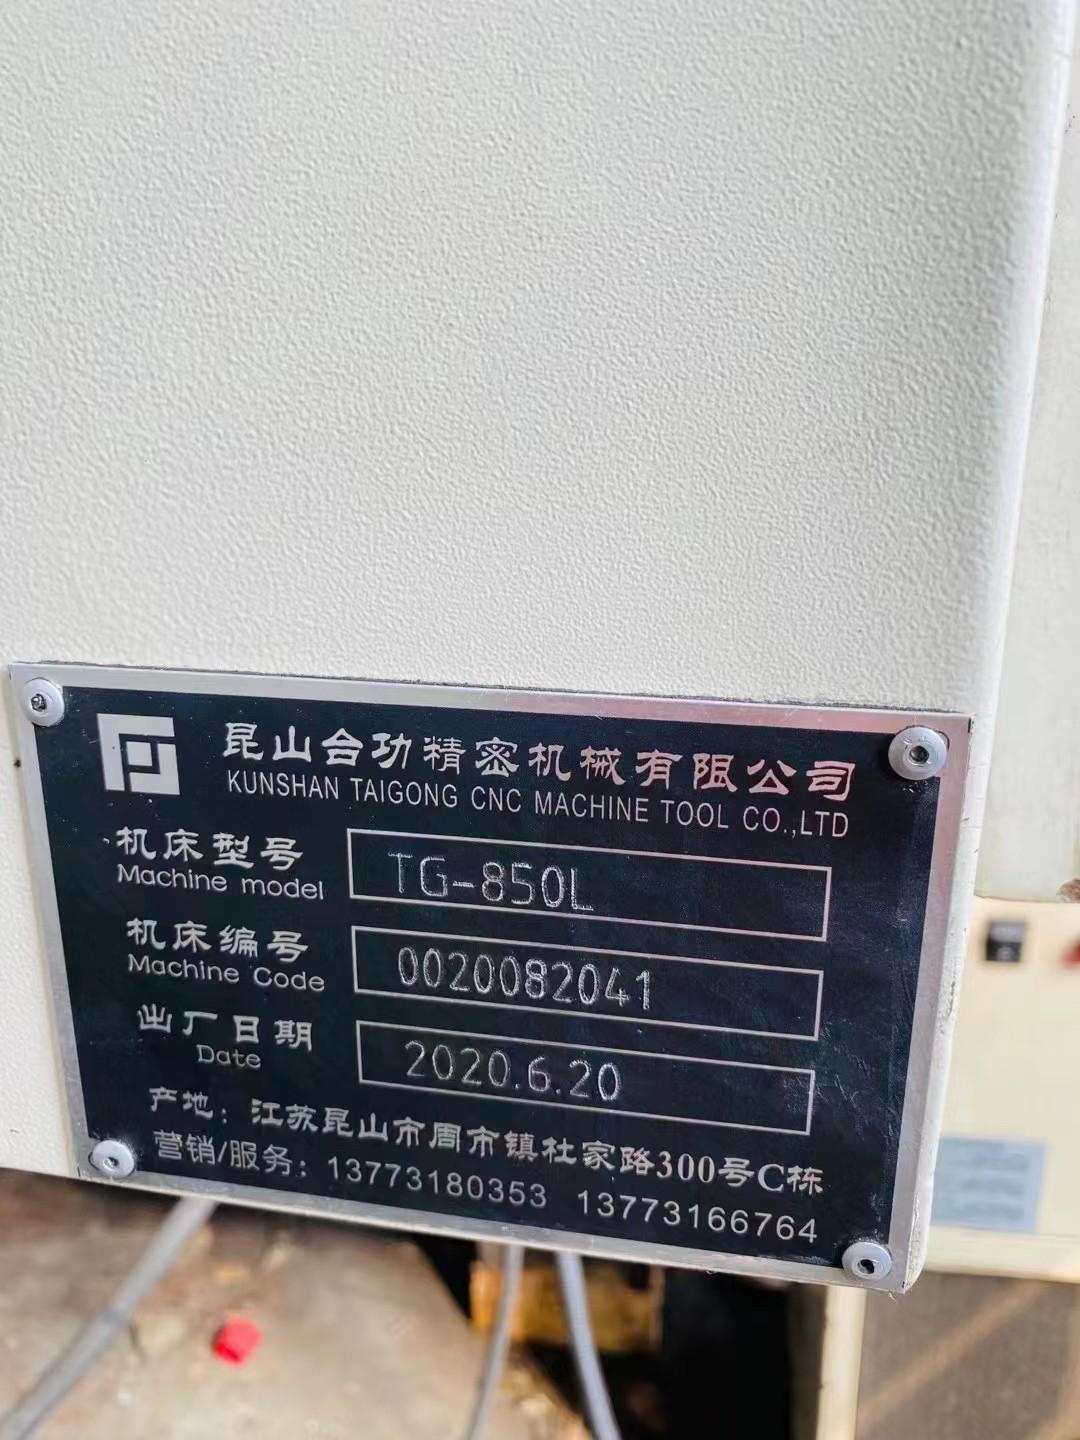 昆山台功精密机械有限公司
KUNSHAN TAIGONG CNC MACHINE TOOL CO.,LTD
机床型号 TG-850L
Machine model
机床编号 0020082041
Machine Code
出厂日期 2020.6.20
Date
产地：江苏昆山市周市镇杜家路300号C栋
营销/服务：13773180353 13773166764